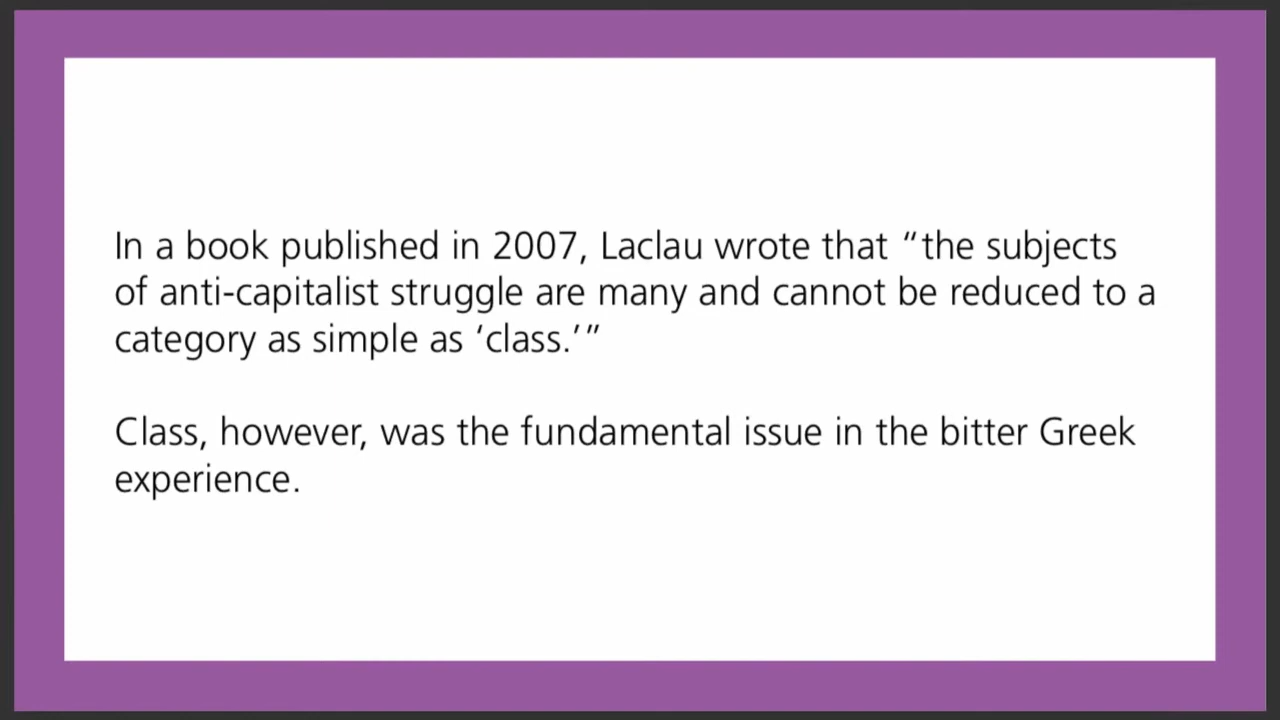 In a book published in 2007, Laclau wrote that “the subjects
of anti-capitalist struggle are many and cannot be reduced to a
category as simple as ‘class.’”
Class, however, was the fundamental issue in the bitter Greek
experience.